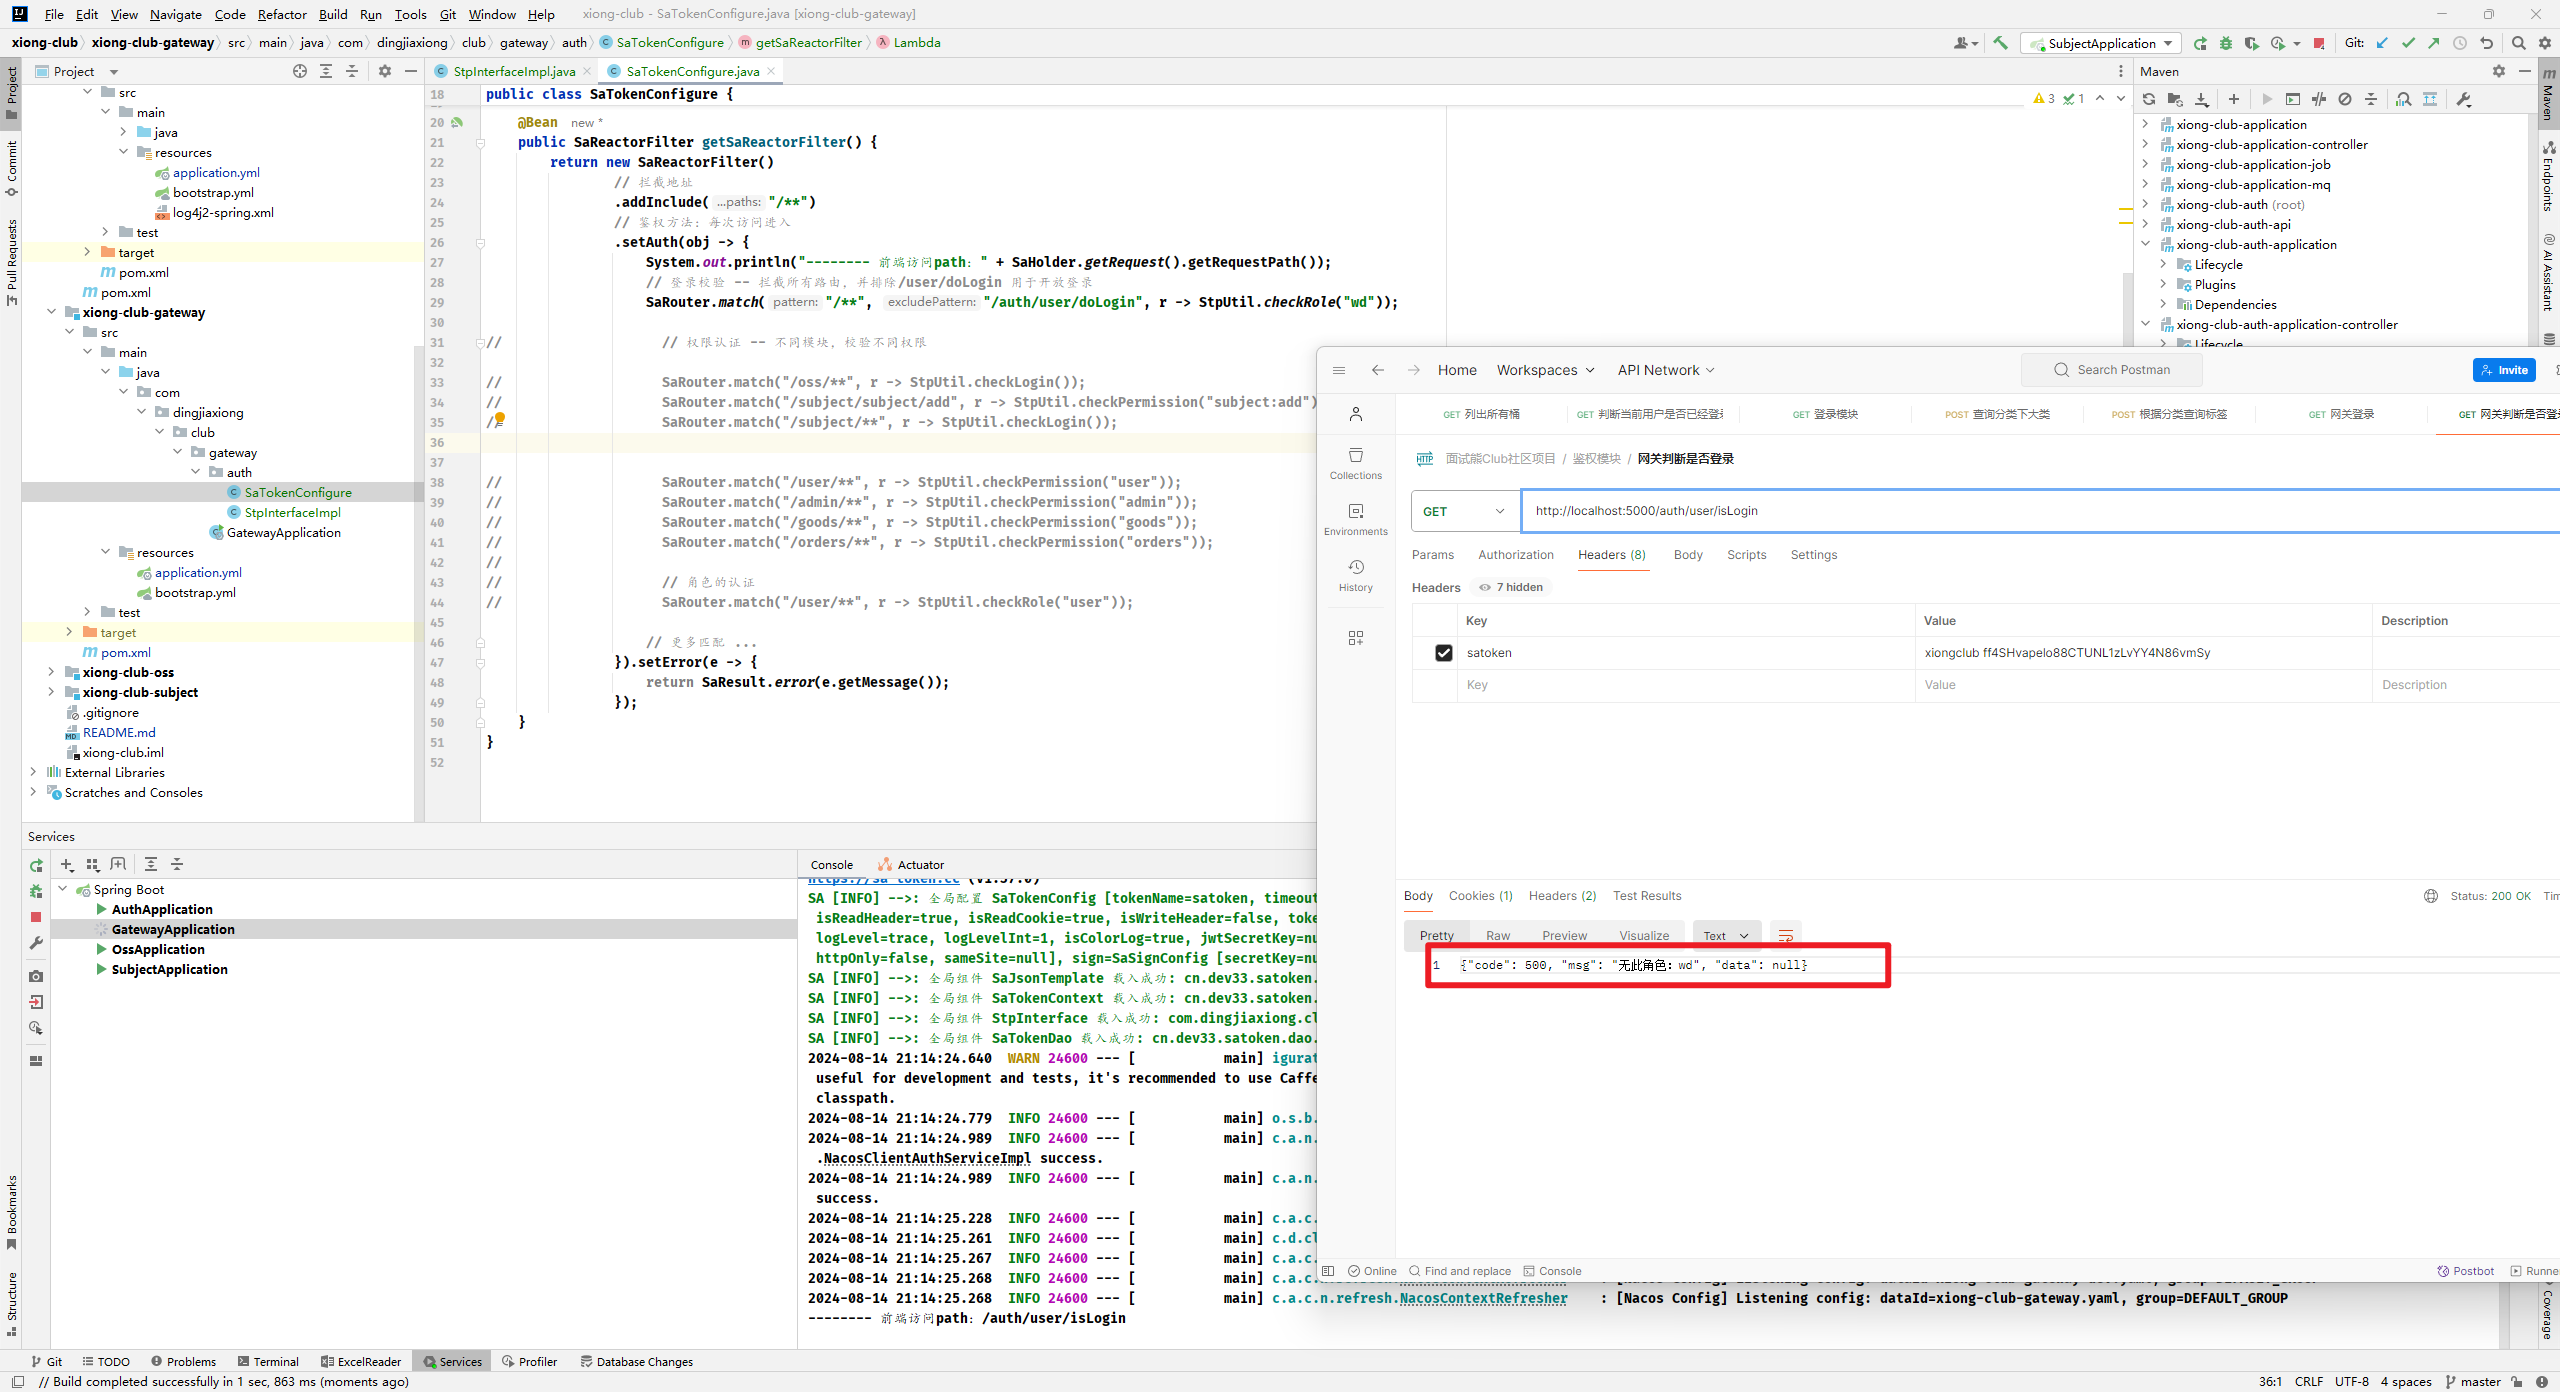 File Edit View Navigate Code Refactor Build Run Tools Git Window Help xiong-club - SaTokenConfigure.java [xiong-club-gateway]
xiong-club xiong-club-gateway src main java com dingjiaxiong club gateway auth SaTokenConfigure getSaReactorFilter Lambda
SubjectApplication Git:
Project
Commit
Pull Requests
Bookmarks
Structure
Project
src
main
java
resources
application.yml
bootstrap.yml
log4j2-spring.xml
test
target
pom.xml
pom.xml
xiong-club-gateway
src
main
java
com
dingjiaxiong
club
gateway
auth
SaTokenConfigure
StpInterfaceImpl
GatewayApplication
resources
application.yml
bootstrap.yml
test
target
pom.xml
xiong-club-oss
xiong-club-subject
.gitignore
README.md
xiong-club.iml
External Libraries
Scratches and Consoles
StpInterfaceImpl.java SaTokenConfigure.java
3 1
18 public class SaTokenConfigure {
20 @Bean new *
21 public SaReactorFilter getSaReactorFilter() {
22 return new SaReactorFilter()
23 // 拦截地址
24 .addInclude( ...paths: "/**")
25 // 鉴权方法：每次访问进入
26 .setAuth(obj -> {
27 System.out.println("-------- 前端访问path：" + SaHolder.getRequest().getRequestPath());
28 // 登录校验 -- 拦截所有路由，并排除/user/doLogin 用于开放登录
29 SaRouter.match( pattern: "/**", excludePattern: "/auth/user/doLogin", r -> StpUtil.checkRole("wd"));
30
31 // // 权限认证 -- 不同模块, 校验不同权限
32
33 // SaRouter.match("/oss/**", r -> StpUtil.checkLogin());
34 // SaRouter.match("/subject/subject/add", r -> StpUtil.checkPermission("subject:add")
35 // SaRouter.match("/subject/**", r -> StpUtil.checkLogin());
36
37
38 // SaRouter.match("/user/**", r -> StpUtil.checkPermission("user"));
39 // SaRouter.match("/admin/**", r -> StpUtil.checkPermission("admin"));
40 // SaRouter.match("/goods/**", r -> StpUtil.checkPermission("goods"));
41 // SaRouter.match("/orders/**", r -> StpUtil.checkPermission("orders"));
42 //
43 // // 角色的认证
44 // SaRouter.match("/user/**", r -> StpUtil.checkRole("user"));
45
46 // 更多匹配 ...
47 }).setError(e -> {
48 return SaResult.error(e.getMessage());
49 });
50 }
51 }
52
Maven
xiong-club-application
xiong-club-application-controller
xiong-club-application-job
xiong-club-application-mq
xiong-club-auth (root)
xiong-club-auth-api
xiong-club-auth-application
Lifecycle
Plugins
Dependencies
xiong-club-auth-application-controller
Lifecycle
Maven
Endpoints
AI Assistant
Coverage
Home Workspaces API Network Search Postman Invite
GET 列出所有桶 GET 判断当前用户是否已经登录 GET 登录模块 POST 查询分类下大类 POST 根据分类查询标签 GET 网关登录 GET 网关判断是否登录
Collections
Environments
History
HTTP 面试熊Club社区项目 / 鉴权模块 / 网关判断是否登录
GET http://localhost:5000/auth/user/isLogin
Params Authorization Headers (8) Body Scripts Settings
Headers 7 hidden
Key Value Description
satoken xiongclub ff4SHvapelo88CTUNL1zLvYY4N86vmSy
Key Value Description
Body Cookies (1) Headers (2) Test Results Status: 200 OK Tim
Pretty Raw Preview Visualize Text
1 {"code": 500, "msg": "无此角色：wd", "data": null}
Online Find and replace Console Postbot Runne
Services
Spring Boot
AuthApplication
GatewayApplication
OssApplication
SubjectApplication
Console Actuator
https://sa-token.cc (v1.37.0)
SA [INFO] -->: 全局配置 SaTokenConfig [tokenName=satoken, timeout
isReadHeader=true, isReadCookie=true, isWriteHeader=false, toke
logLevel=trace, logLevelInt=1, isColorLog=true, jwtSecretKey=nu
httpOnly=false, sameSite=null], sign=SaSignConfig [secretKey=nu
SA [INFO] -->: 全局组件 SaJsonTemplate 载入成功: cn.dev33.satoken.
SA [INFO] -->: 全局组件 SaTokenContext 载入成功: cn.dev33.satoken.
SA [INFO] -->: 全局组件 StpInterface 载入成功: com.dingjiaxiong.cl
SA [INFO] -->: 全局组件 SaTokenDao 载入成功: cn.dev33.satoken.dao.
2024-08-14 21:14:24.640 WARN 24600 --- [ main] igurat
useful for development and tests, it's recommended to use Caffe
classpath.
2024-08-14 21:14:24.779 INFO 24600 --- [ main] o.s.b.
2024-08-14 21:14:24.989 INFO 24600 --- [ main] c.a.n.
.NacosClientAuthServiceImpl success.
2024-08-14 21:14:24.989 INFO 24600 --- [ main] c.a.n.
success.
2024-08-14 21:14:25.228 INFO 24600 --- [ main] c.a.c.
2024-08-14 21:14:25.261 INFO 24600 --- [ main] c.d.cl
2024-08-14 21:14:25.267 INFO 24600 --- [ main] c.a.c.
2024-08-14 21:14:25.268 INFO 24600 --- [ main] c.a.c.
2024-08-14 21:14:25.268 INFO 24600 --- [ main] c.a.c.n.refresh.NacosContextRefresher : [Nacos Config] Listening config: dataId=xiong-club-gateway.yaml, group=DEFAULT_GROUP
-------- 前端访问path：/auth/user/isLogin
Git TODO Problems Terminal ExcelReader Services Profiler Database Changes
// Build completed successfully in 1 sec, 863 ms (moments ago) 36:1 CRLF UTF-8 4 spaces master